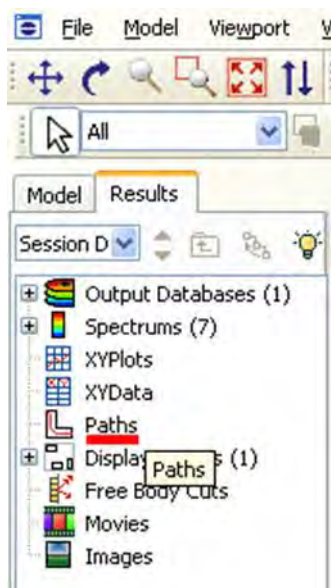 File Model Viewport
All
Model Results
Session D
Output Databases (1)
Spectrums (7)
XYPlots
XYData
Paths
Display (1)
Paths
Free Body Cuts
Movies
Images